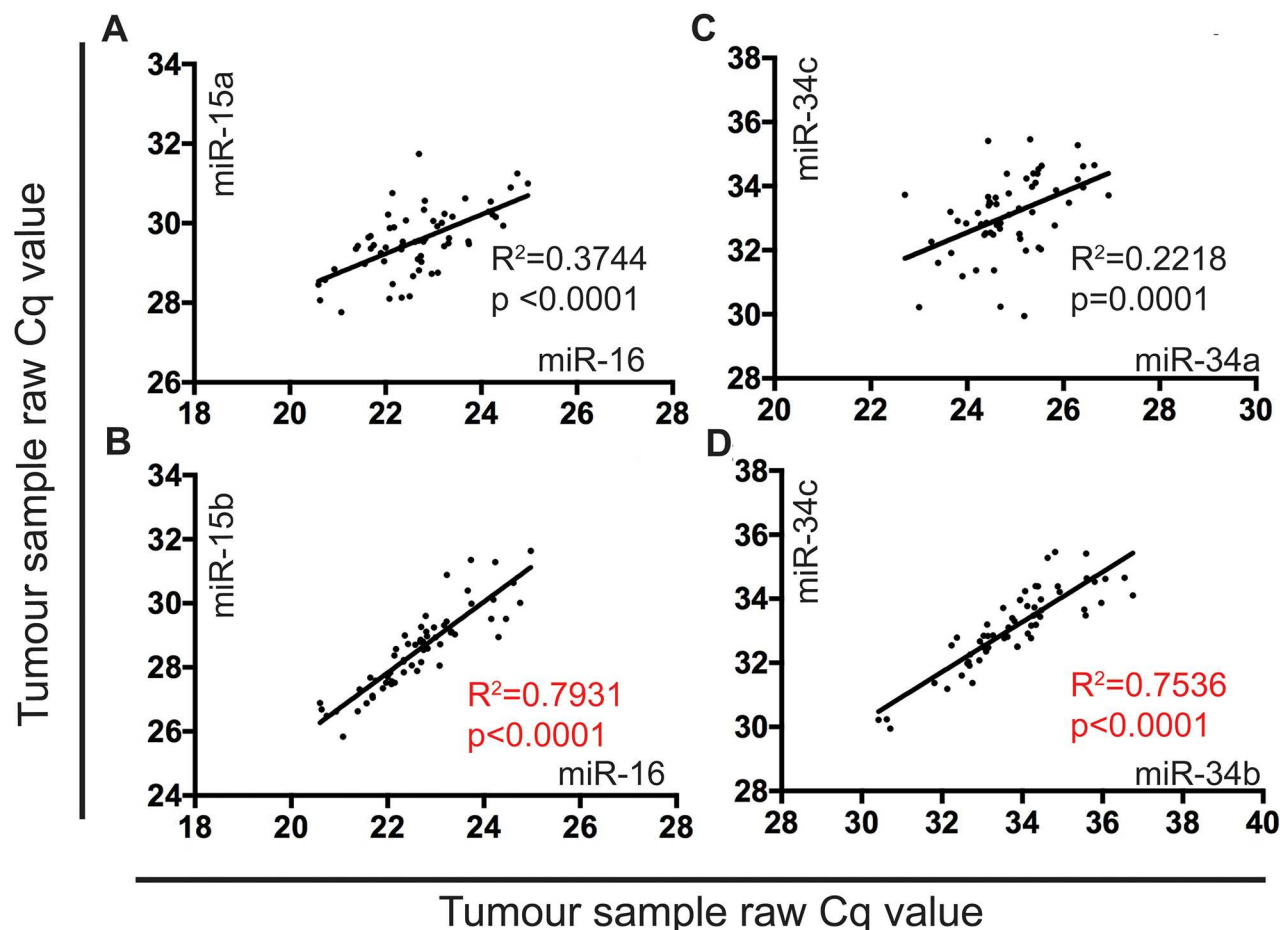 A
34
32
30
28
26
miR-15a
R²=0.3744
p <0.0001
miR-16
18 20 22 24 26 28
C
38
36
34
32
30
28
miR-34c
R²=0.2218
p=0.0001
miR-34a
20 22 24 26 28 30
B
34
32
30
28
26
24
miR-15b
R²=0.7931
p<0.0001
miR-16
18 20 22 24 26 28
D
38
36
34
32
30
28
miR-34c
R²=0.7536
p<0.0001
miR-34b
28 30 32 34 36 38 40
Tumour sample raw Cq value
Tumour sample raw Cq value